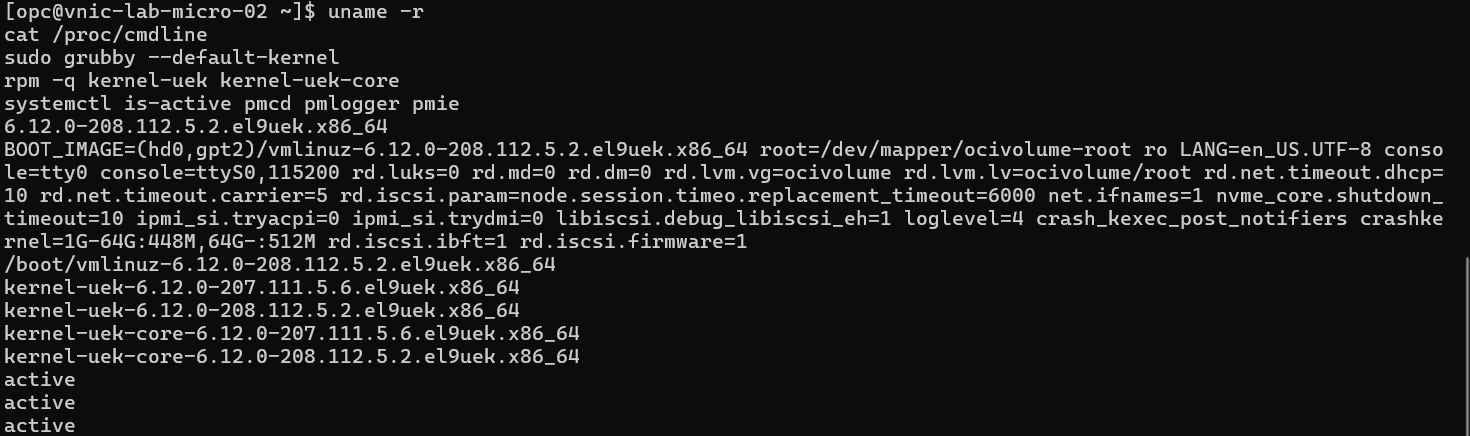 [opc@vnic-lab-micro-02 ~]$ uname -r
cat /proc/cmdline
sudo grubby --default-kernel
rpm -q kernel-uek kernel-uek-core
systemctl is-active pmcd pmlogger pmie
6.12.0-208.112.5.2.el9uek.x86_64
BOOT_IMAGE=(hd0,gpt2)/vmlinuz-6.12.0-208.112.5.2.el9uek.x86_64 root=/dev/mapper/ocivolume-root ro LANG=en_US.UTF-8 conso
le=tty0 console=ttyS0,115200 rd.luks=0 rd.md=0 rd.dm=0 rd.lvm.vg=ocivolume rd.lvm.lv=ocivolume/root rd.net.timeout.dhcp=
10 rd.net.timeout.carrier=5 rd.iscsi.param=node.session.timeo.replacement_timeout=6000 net.ifnames=1 nvme_core.shutdown_
timeout=10 ipmi_si.tryacpi=0 ipmi_si.trydmi=0 libiscsi.debug_libiscsi_eh=1 loglevel=4 crash_kexec_post_notifiers crashke
rnel=1G-64G:448M,64G-:512M rd.iscsi.ibft=1 rd.iscsi.firmware=1
/boot/vmlinuz-6.12.0-208.112.5.2.el9uek.x86_64
kernel-uek-6.12.0-207.111.5.6.el9uek.x86_64
kernel-uek-6.12.0-208.112.5.2.el9uek.x86_64
kernel-uek-core-6.12.0-207.111.5.6.el9uek.x86_64
kernel-uek-core-6.12.0-208.112.5.2.el9uek.x86_64
active
active
active